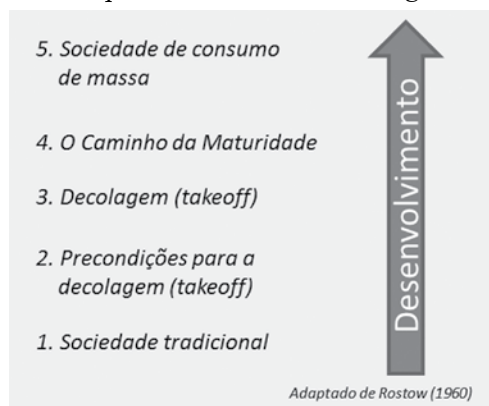 5. Sociedade de consumo
de massa
4. O Caminho da Maturidade
3. Decolagem (takeoff)
2. Precondições para a
decolagem (takeoff)
1. Sociedade tradicional
Desenvolvimento
Adaptado de Rostow (1960)